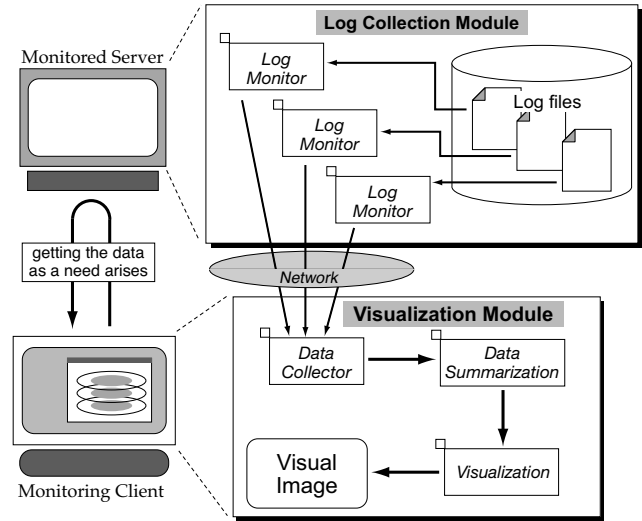 Log Collection Module
Monitored Server
Log
Monitor
Log files
Log
Monitor
Log
Monitor
getting the data
as a need arises
Network
Visualization Module
Data
Collector
Data
Summarization
Visual
Image
Visualization
Monitoring Client